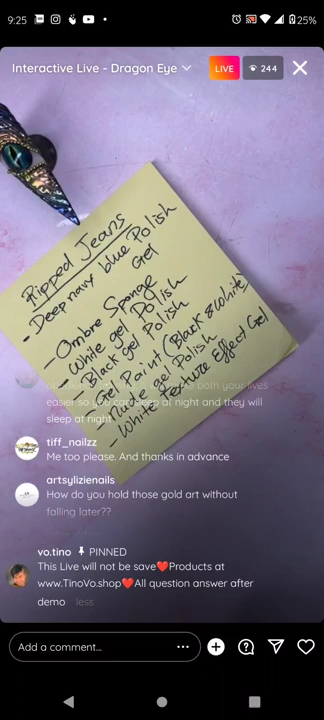 9:25
25%
Interactive Live - Dragon Eye
LIVE
244
Ripped Jeans
- Deep navy blue Polish
Gel
- Ombre Sponge
- White gel Polish
- Black gel Polish
- Gel Paint (Black & White)
- Nude gel Polish
- White Texture Effect Gel
both your lives
easier so you can sleep at night and they will
sleep at night
tiff_nailzz
Me too please. And thanks in advance
artsylizienails
How do you hold those gold art without
falling later??
vo.tino PINNED
This Live will not be save❤️Products at
www.TinoVo.shop❤️All question answer after
demo less
Add a comment...